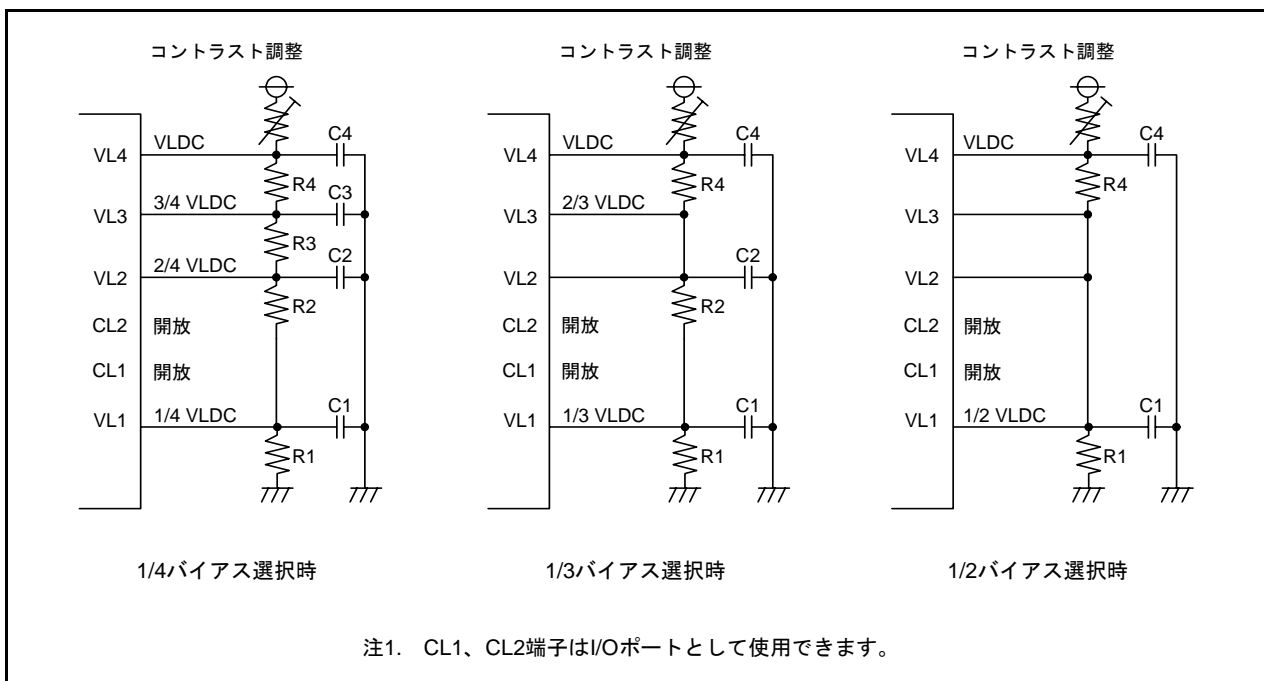 コントラスト調整
VL4 VLDC C4
R4
VL3 3/4 VLDC C3
R3
VL2 2/4 VLDC C2
R2
CL2 開放
CL1 開放
VL1 1/4 VLDC C1
R1
1/4バイアス選択時
コントラスト調整
VL4 VLDC C4
R4
VL3 2/3 VLDC
VL2 C2
R2
CL2 開放
CL1 開放
VL1 1/3 VLDC C1
R1
1/3バイアス選択時
コントラスト調整
VL4 VLDC C4
R4
VL3
VL2
CL2 開放
CL1 開放
VL1 1/2 VLDC C1
R1
1/2バイアス選択時
注1. CL1、CL2端子はI/Oポートとして使用できます。